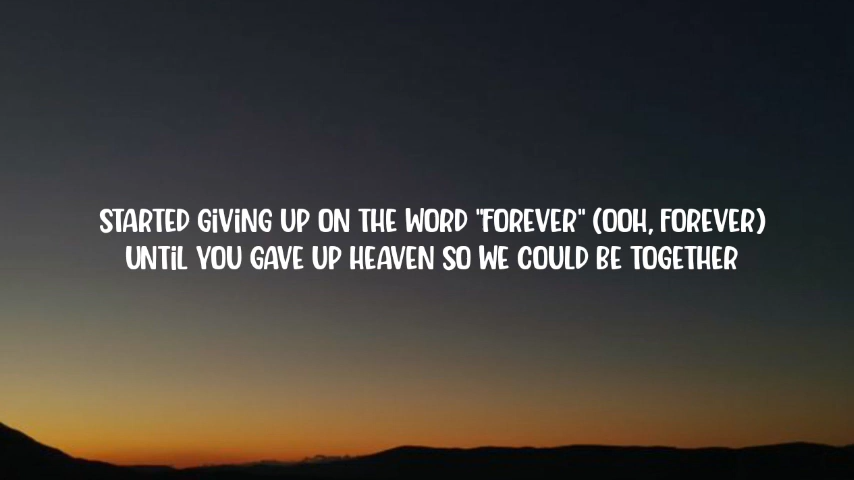 STARTED GIVING UP ON THE WORD "FOREVER" (OOH, FOREVER)
UNTIL YOU GAVE UP HEAVEN SO WE COULD BE TOGETHER